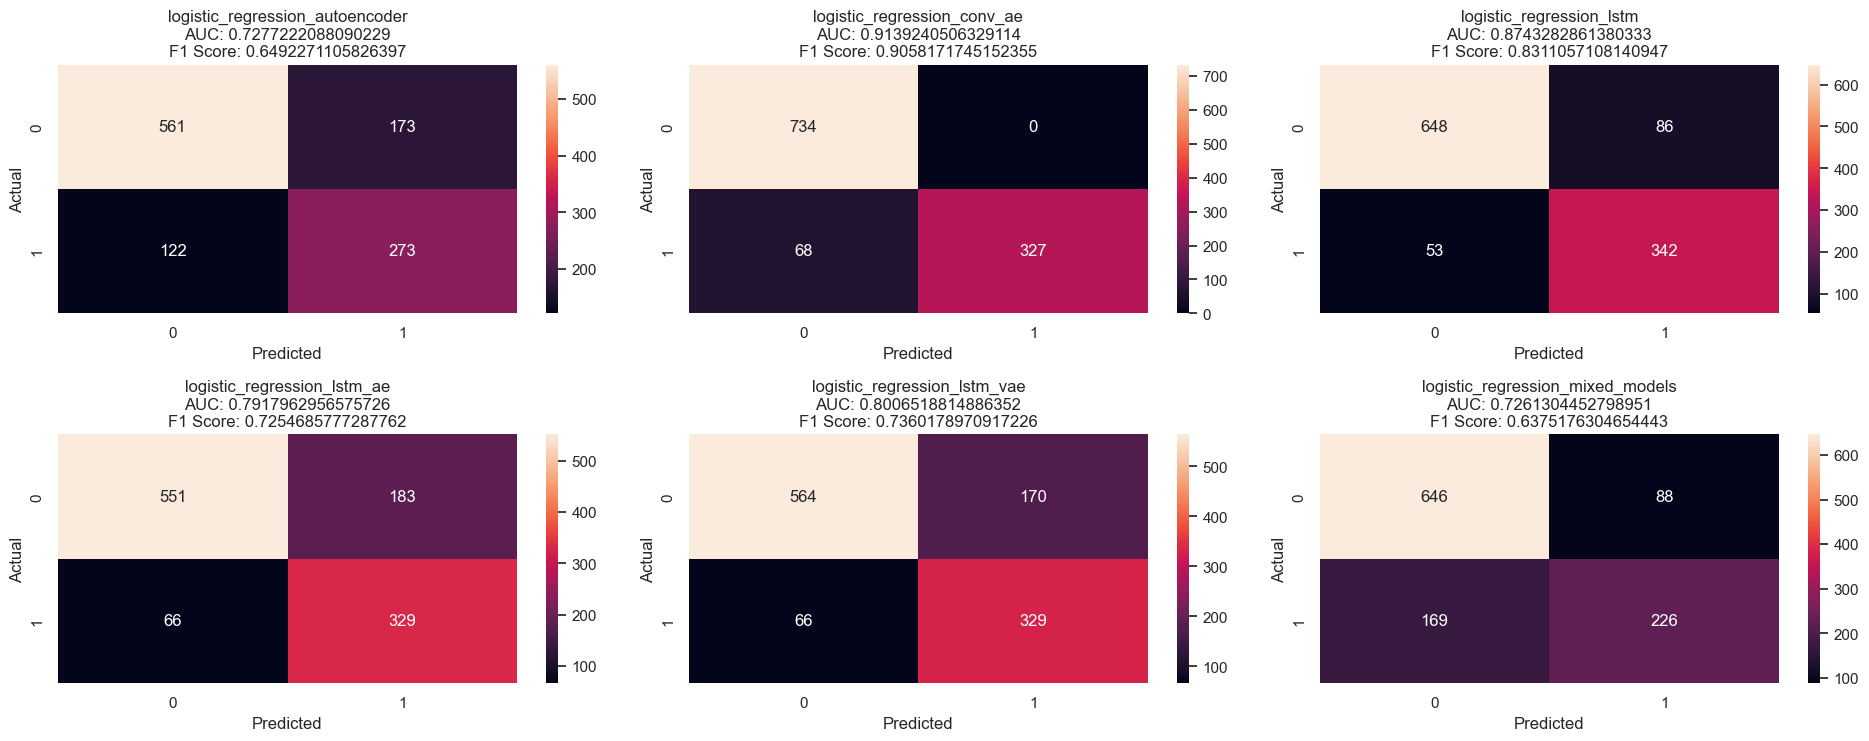 logistic_regression_autoencoder
AUC: 0.7277222088090229
F1 Score: 0.6492271105826397
0
561
173
500
400
300
200
Actual
1
122
273
0
1
Predicted
logistic_regression_conv_ae
AUC: 0.9139240506329114
F1 Score: 0.9058171745152355
0
734
0
700
600
500
400
300
200
100
0
Actual
1
68
327
0
1
Predicted
logistic_regression_lstm
AUC: 0.8743282861380333
F1 Score: 0.8311057108140947
0
648
86
600
500
400
300
200
100
Actual
1
53
342
0
1
Predicted
logistic_regression_lstm_ae
AUC: 0.7917962956575726
F1 Score: 0.7254685777287762
0
551
183
500
400
300
200
100
Actual
1
66
329
0
1
Predicted
logistic_regression_lstm_vae
AUC: 0.8006518814886352
F1 Score: 0.7360178970917226
0
564
170
500
400
300
200
100
Actual
1
66
329
0
1
Predicted
logistic_regression_mixed_models
AUC: 0.7261304452798951
F1 Score: 0.6375176304654443
0
646
88
600
500
400
300
200
100
Actual
1
169
226
0
1
Predicted